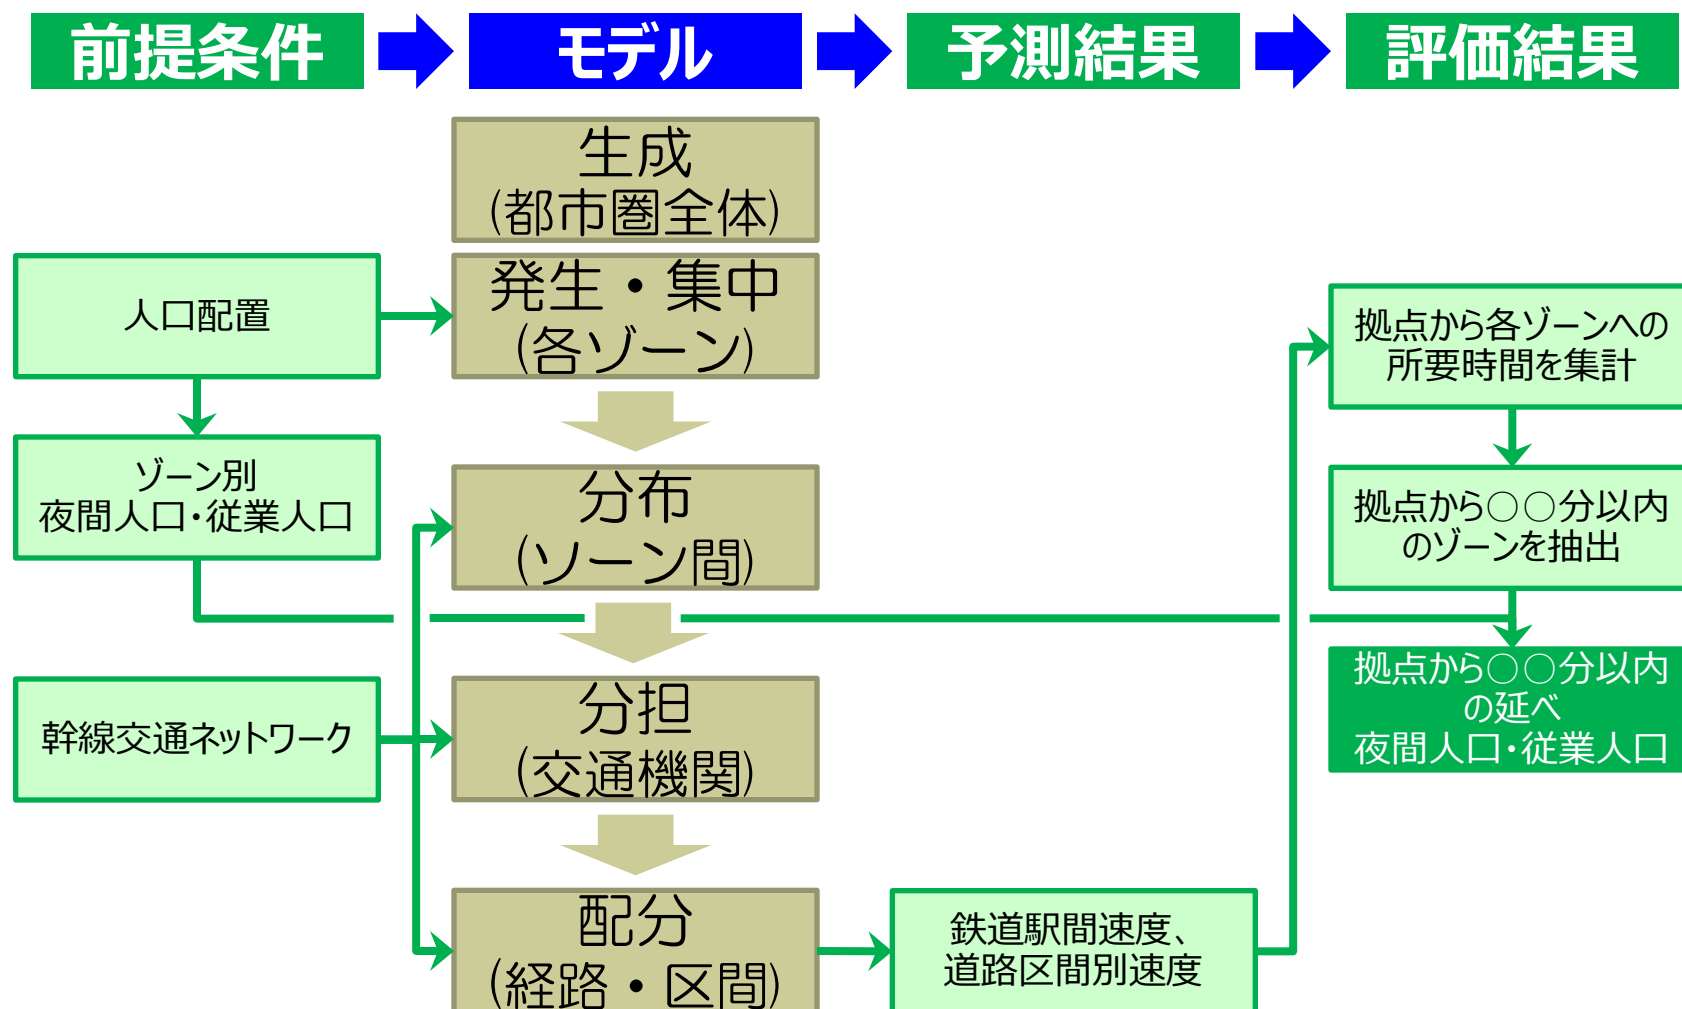 前提条件
モデル
予測結果
評価結果
生成
(都市圏全体)
人口配置
発生・集中
(各ゾーン)
拠点から各ゾーンへの
所要時間を集計
ゾーン別
夜間人口・従業人口
分布
(ソーン間)
拠点から○○分以内
のゾーンを抽出
幹線交通ネットワーク
分担
(交通機関)
拠点から○○分以内
の延べ
夜間人口・従業人口
配分
(経路・区間)
鉄道駅間速度、
道路区間別速度